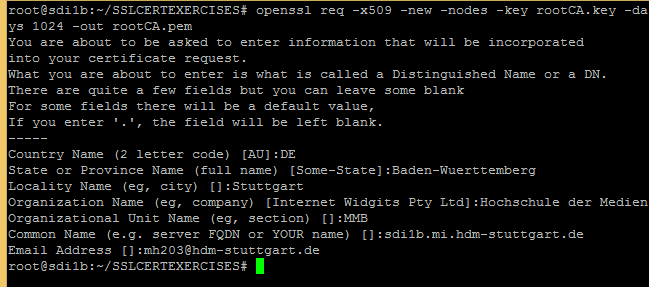 root@sdi1b:~/SSLCERTEXERCISES# openssl req -x509 -new -nodes -key rootCA.key -da
ys 1024 -out rootCA.pem
You are about to be asked to enter information that will be incorporated
into your certificate request.
What you are about to enter is what is called a Distinguished Name or a DN.
There are quite a few fields but you can leave some blank
For some fields there will be a default value,
If you enter '.', the field will be left blank.
-----
Country Name (2 letter code) [AU]:DE
State or Province Name (full name) [Some-State]:Baden-Wuerttemberg
Locality Name (eg, city) []:Stuttgart
Organization Name (eg, company) [Internet Widgits Pty Ltd]:Hochschule der Medien
Organizational Unit Name (eg, section) []:MMB
Common Name (e.g. server FQDN or YOUR name) []:sdi1b.mi.hdm-stuttgart.de
Email Address []:mh203@hdm-stuttgart.de
root@sdi1b:~/SSLCERTEXERCISES#